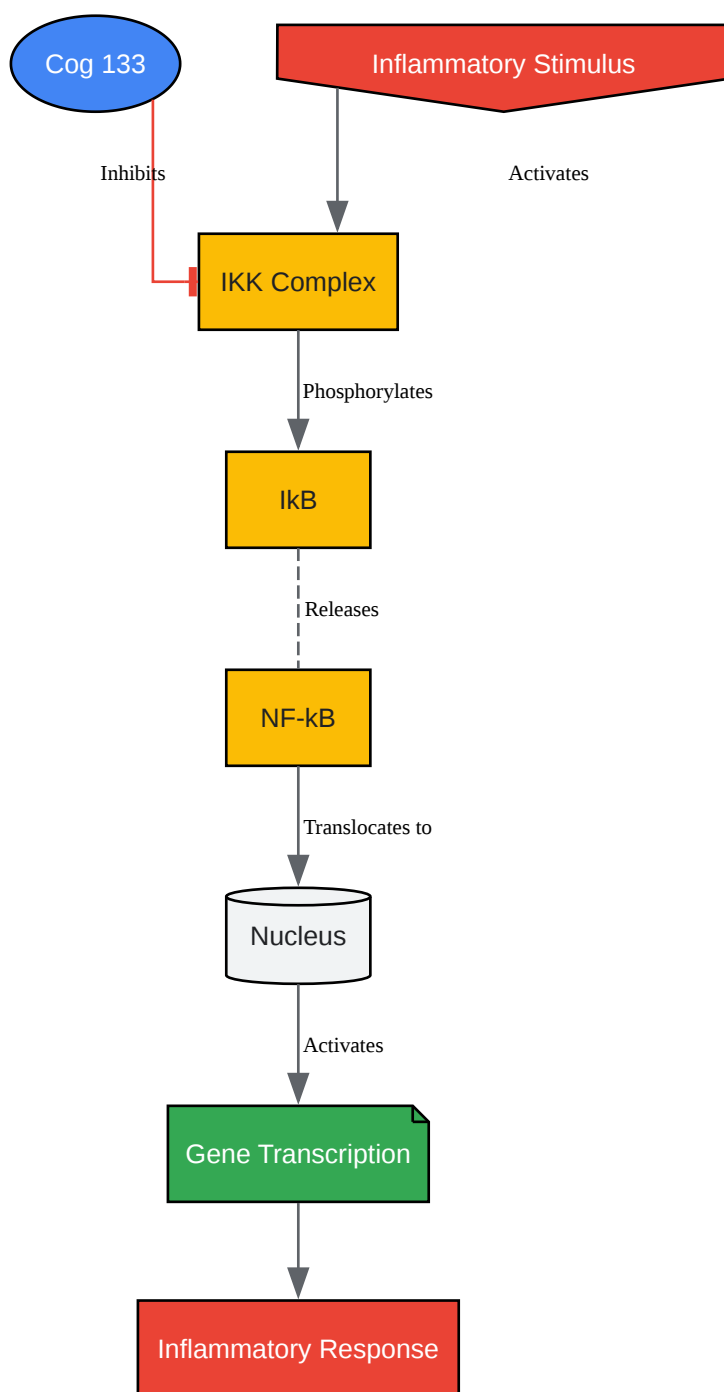 Cog 133
Inflammatory Stimulus
Inhibits
Activates
IKK Complex
Phosphorylates
IkB
Releases
NF-kB
Translocates to
Nucleus
Activates
Gene Transcription
Inflammatory Response